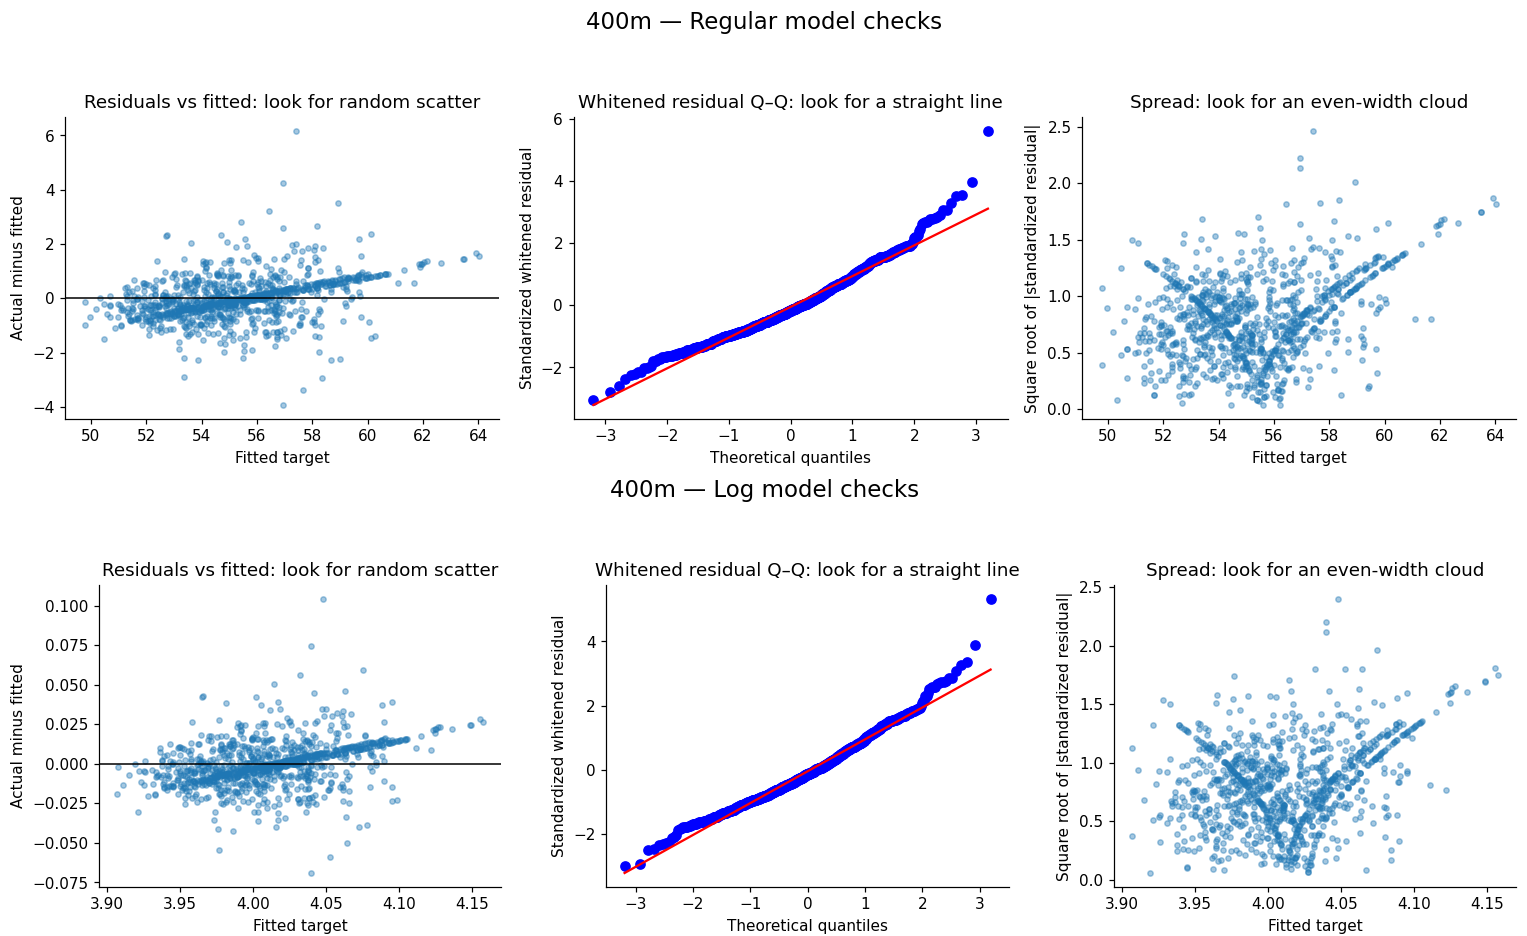 400m — Regular model checks
Residuals vs fitted: look for random scatter
Whitened residual Q–Q: look for a straight line
Spread: look for an even-width cloud
Actual minus fitted
6
4
2
0
−2
−4
50 52 54 56 58 60 62 64
Fitted target
Standardized whitened residual
6
4
2
0
−2
−3 −2 −1 0 1 2 3
Theoretical quantiles
Square root of |standardized residual|
2.5
2.0
1.5
1.0
0.5
0.0
50 52 54 56 58 60 62 64
Fitted target
400m — Log model checks
Residuals vs fitted: look for random scatter
Whitened residual Q–Q: look for a straight line
Spread: look for an even-width cloud
Actual minus fitted
0.100
0.075
0.050
0.025
0.000
−0.025
−0.050
−0.075
3.90 3.95 4.00 4.05 4.10 4.15
Fitted target
Standardized whitened residual
4
2
0
−2
−3 −2 −1 0 1 2 3
Theoretical quantiles
Square root of |standardized residual|
2.5
2.0
1.5
1.0
0.5
0.0
3.90 3.95 4.00 4.05 4.10 4.15
Fitted target